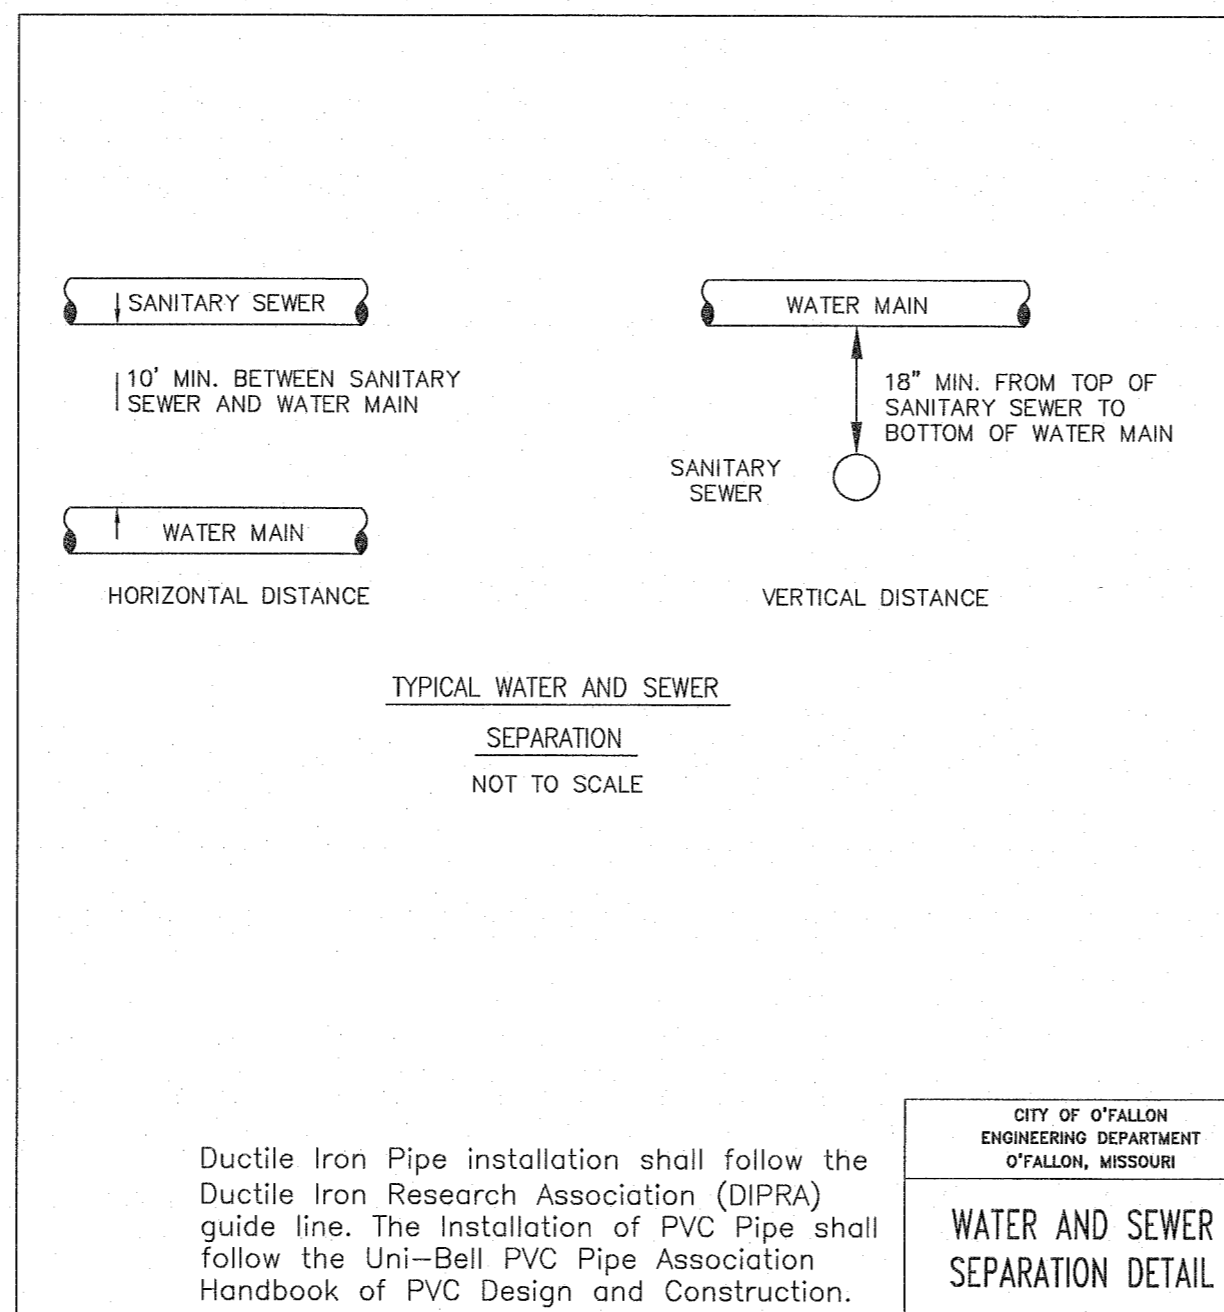 SANITARY SEWER
10' MIN. BETWEEN SANITARY
SEWER AND WATER MAIN
WATER MAIN
HORIZONTAL DISTANCE
WATER MAIN
18" MIN. FROM TOP OF
SANITARY SEWER TO
BOTTOM OF WATER MAIN
SANITARY
SEWER
VERTICAL DISTANCE
TYPICAL WATER AND SEWER
SEPARATION
NOT TO SCALE
Ductile Iron Pipe installation shall follow the
Ductile Iron Research Association (DIPRA)
guide line. The Installation of PVC Pipe shall
follow the Uni-Bell PVC Pipe Association
Handbook of PVC Design and Construction.
CITY OF O'FALLON
ENGINEERING DEPARTMENT
O'FALLON, MISSOURI
WATER AND SEWER
SEPARATION DETAIL